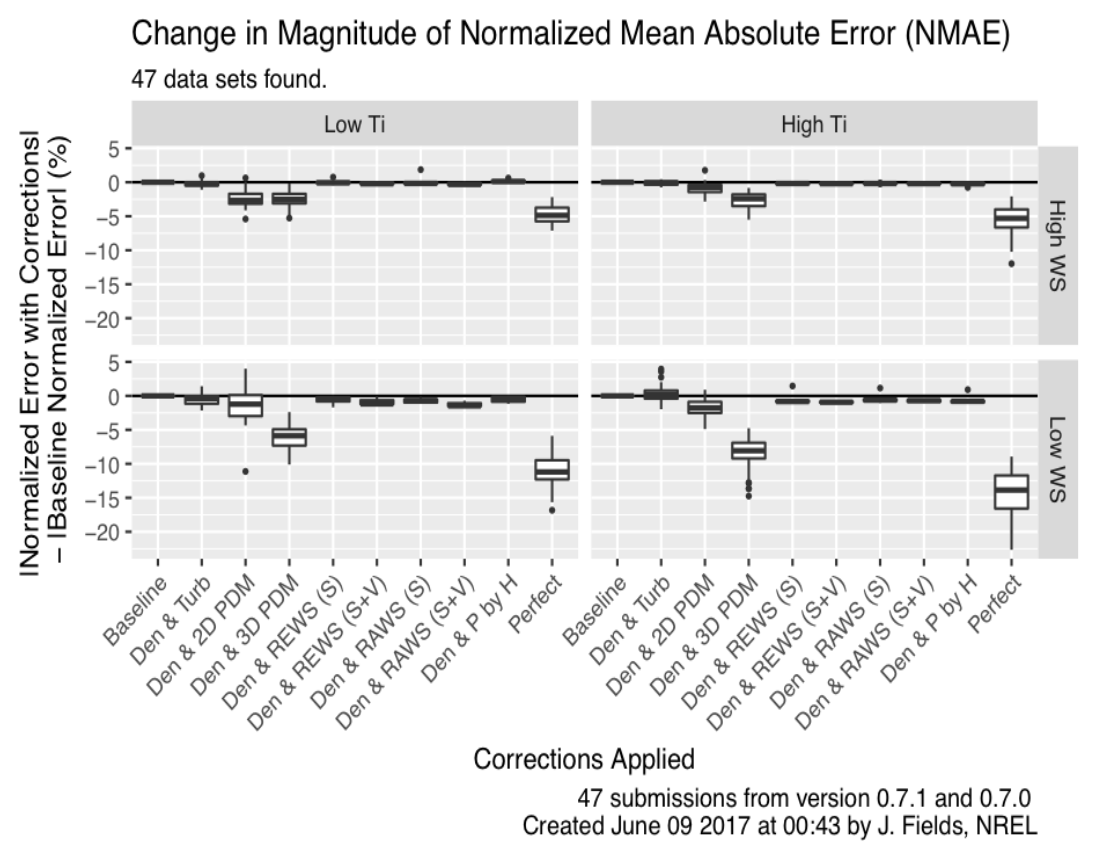 Change in Magnitude of Normalized Mean Absolute Error (NMAE)
47 data sets found.
Low Ti
High Ti
|Normalized Error with Corrections|
− |Baseline Normalized Error| (%)
5
0
−5
−10
−15
−20
High WS
5
0
−5
−10
−15
−20
Low WS
Baseline
Den & Turb
Den & 2D PDM
Den & 3D PDM
Den & REWS (S)
Den & REWS (S+V)
Den & RAWS (S)
Den & RAWS (S+V)
Den & P by H
Perfect
Baseline
Den & Turb
Den & 2D PDM
Den & 3D PDM
Den & REWS (S)
Den & REWS (S+V)
Den & RAWS (S)
Den & RAWS (S+V)
Den & P by H
Perfect
Corrections Applied
47 submissions from version 0.7.1 and 0.7.0
Created June 09 2017 at 00:43 by J. Fields, NREL